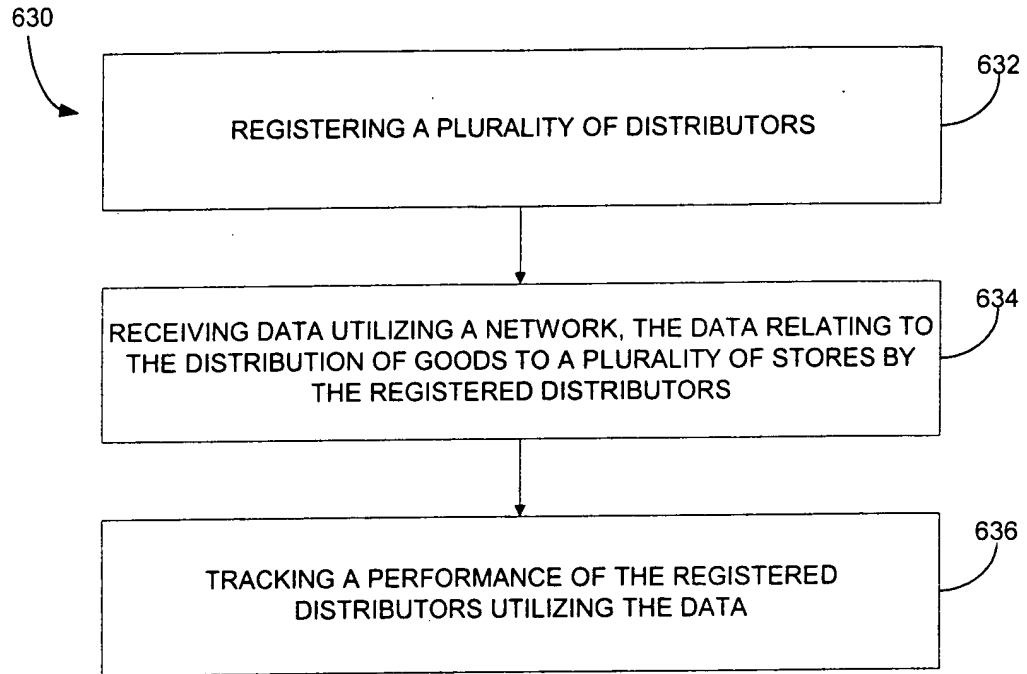 630
632
REGISTERING A PLURALITY OF DISTRIBUTORS
634
RECEIVING DATA UTILIZING A NETWORK, THE DATA RELATING TO
THE DISTRIBUTION OF GOODS TO A PLURALITY OF STORES BY
THE REGISTERED DISTRIBUTORS
636
TRACKING A PERFORMANCE OF THE REGISTERED
DISTRIBUTORS UTILIZING THE DATA